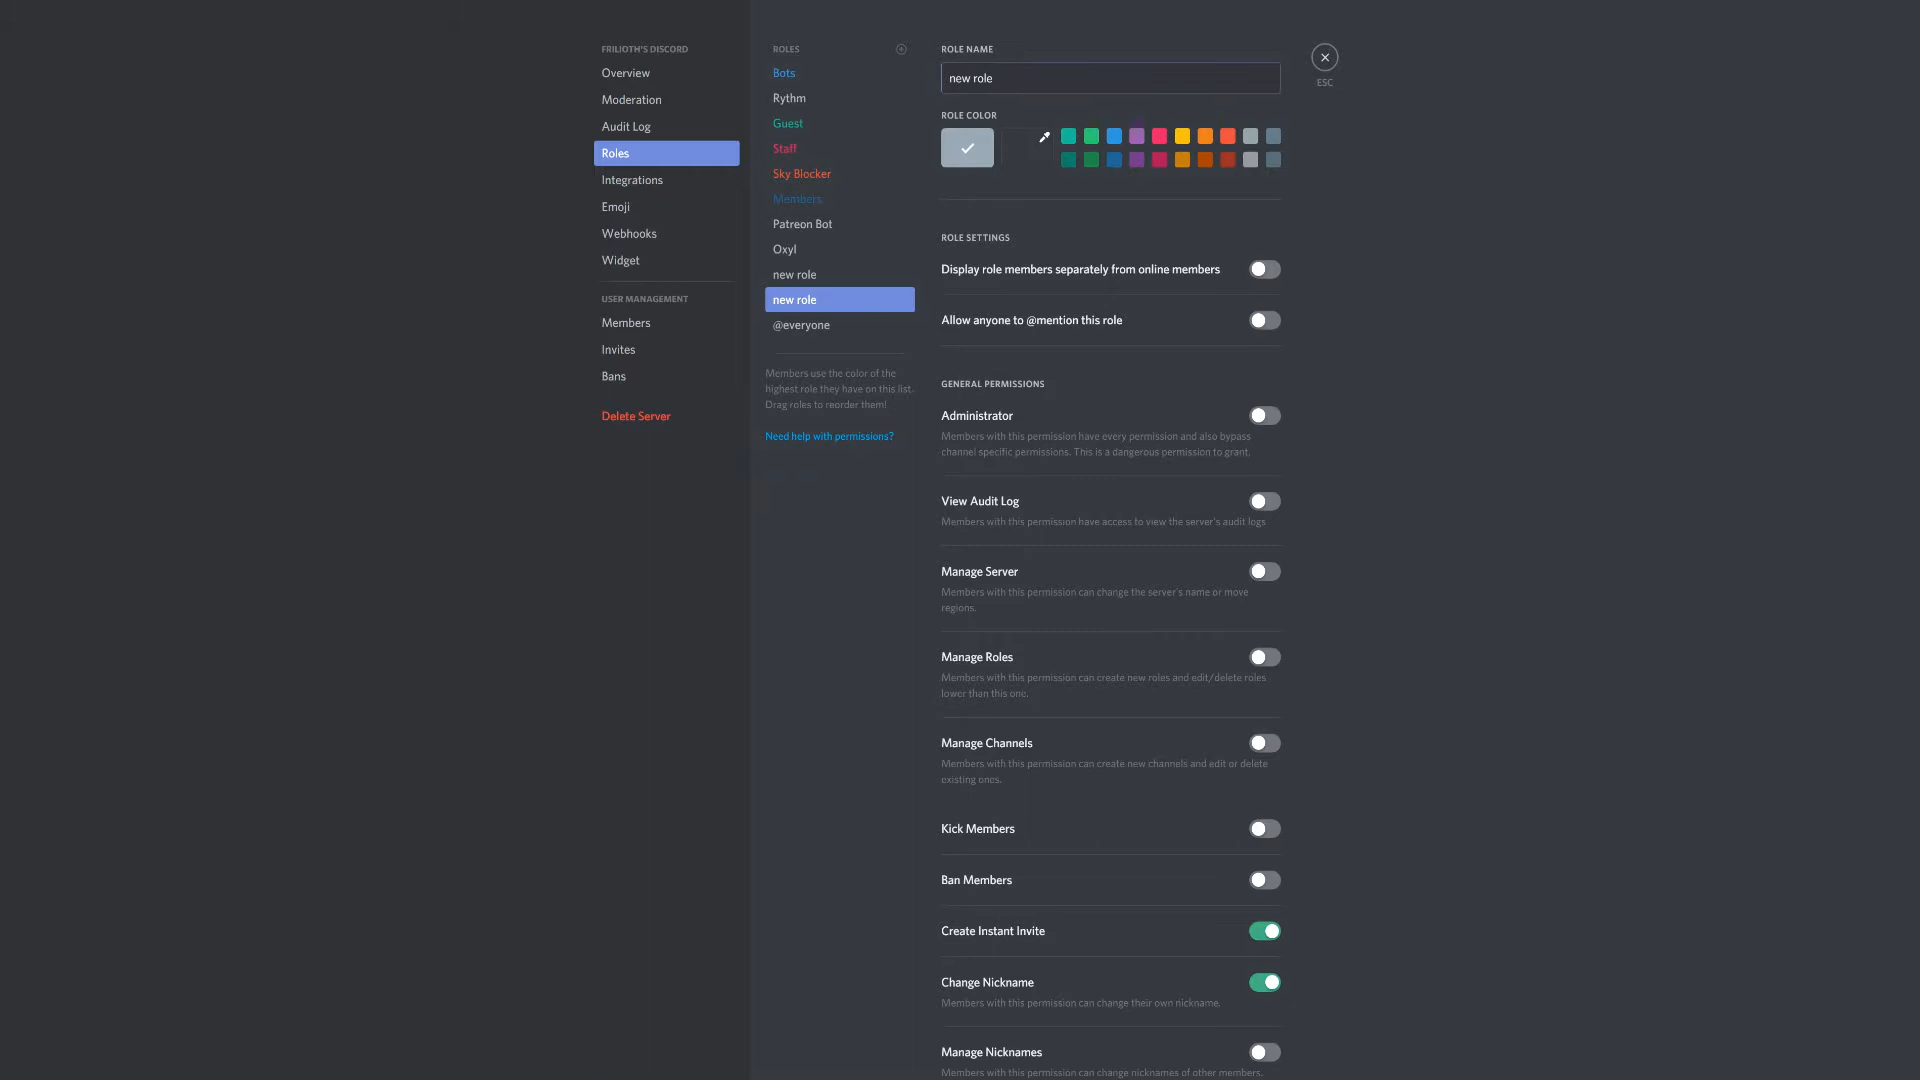 FRILIOTH'S DISCORD
Overview
Moderation
Audit Log
Roles
Integrations
Emoji
Webhooks
Widget
USER MANAGEMENT
Members
Invites
Bans
Delete Server
ROLES
Bots
Rythm
Guest
Staff
Sky Blocker
Members
Patreon Bot
Oxyl
new role
new role
@everyone
Members use the color of the
highest role they have on this list.
Drag roles to reorder them!
Need help with permissions?
ROLE NAME
new role
ROLE COLOR
ROLE SETTINGS
Display role members separately from online members
Allow anyone to @mention this role
GENERAL PERMISSIONS
Administrator
Members with this permission have every permission and also bypass
channel specific permissions. This is a dangerous permission to grant.
View Audit Log
Members with this permission have access to view the server's audit logs
Manage Server
Members with this permission can change the server's name or move
regions.
Manage Roles
Members with this permission can create new roles and edit/delete roles
lower than this one.
Manage Channels
Members with this permission can create new channels and edit or delete
existing ones.
Kick Members
Ban Members
Create Instant Invite
Change Nickname
Members with this permission can change their own nickname.
Manage Nicknames
Members with this permission can change nicknames of other members.
ESC